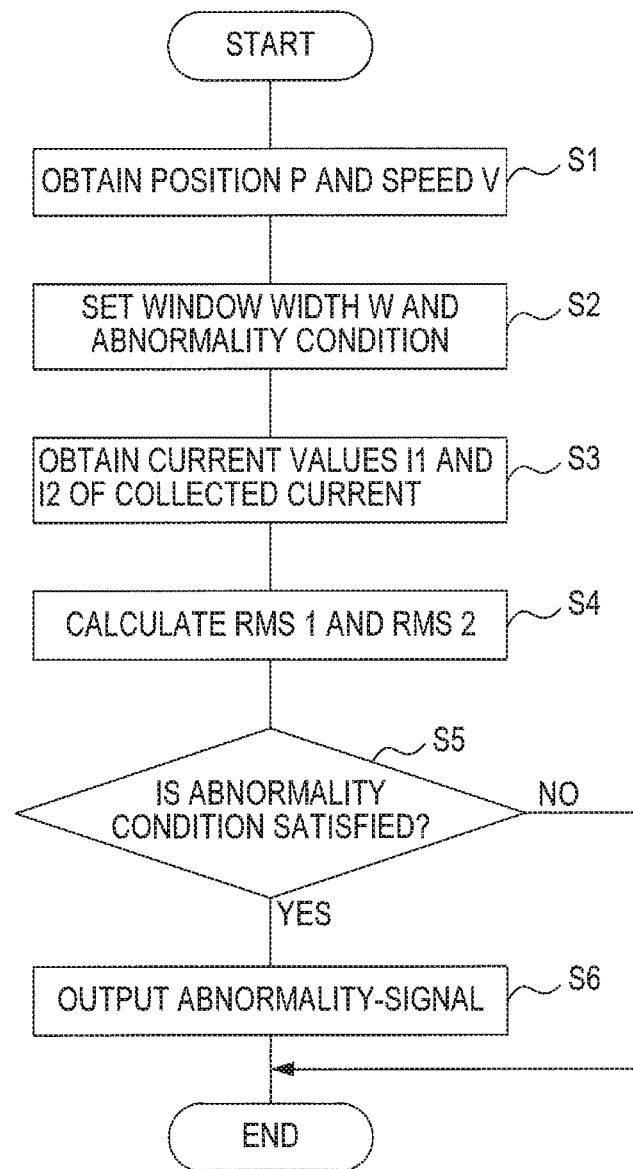 START
OBTAIN POSITION P AND SPEED V
S1
SET WINDOW WIDTH W AND
ABNORMALITY CONDITION
S2
OBTAIN CURRENT VALUES I1 AND
I2 OF COLLECTED CURRENT
S3
CALCULATE RMS 1 AND RMS 2
S4
S5
IS ABNORMALITY
CONDITION SATISFIED?
NO
YES
OUTPUT ABNORMALITY-SIGNAL
S6
END